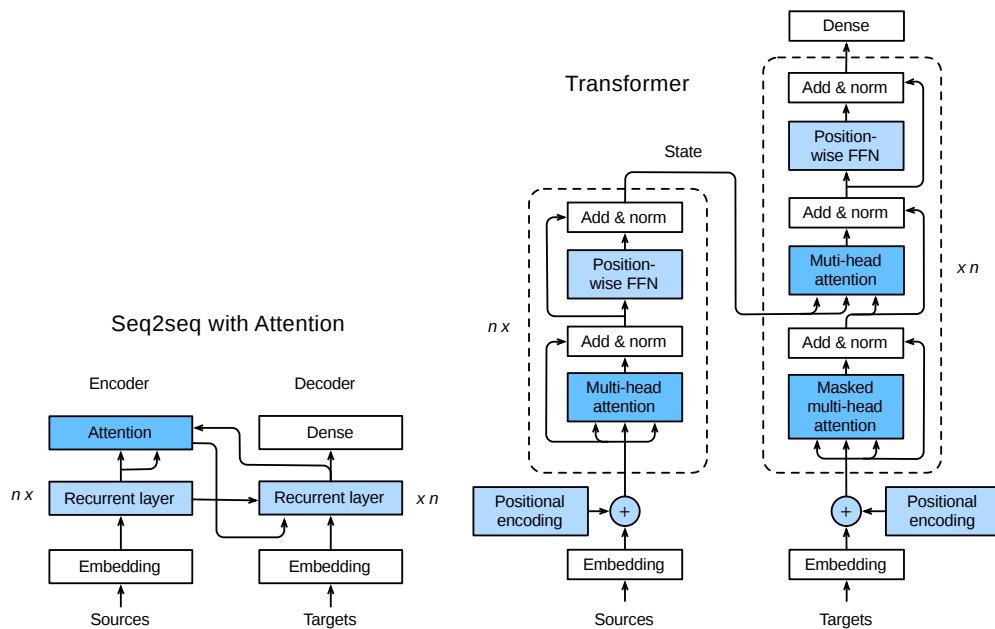 Seq2seq with Attention
Encoder
Decoder
Attention
Dense
n x
Recurrent layer
Recurrent layer
x n
Embedding
Embedding
Sources
Targets
Transformer
State
n x
Add & norm
Position-
wise FFN
Add & norm
Multi-head
attention
Positional
encoding
+
Embedding
Sources
Dense
Add & norm
Position-
wise FFN
Add & norm
Muti-head
attention
x n
Add & norm
Masked
multi-head
attention
+
Positional
encoding
Embedding
Targets